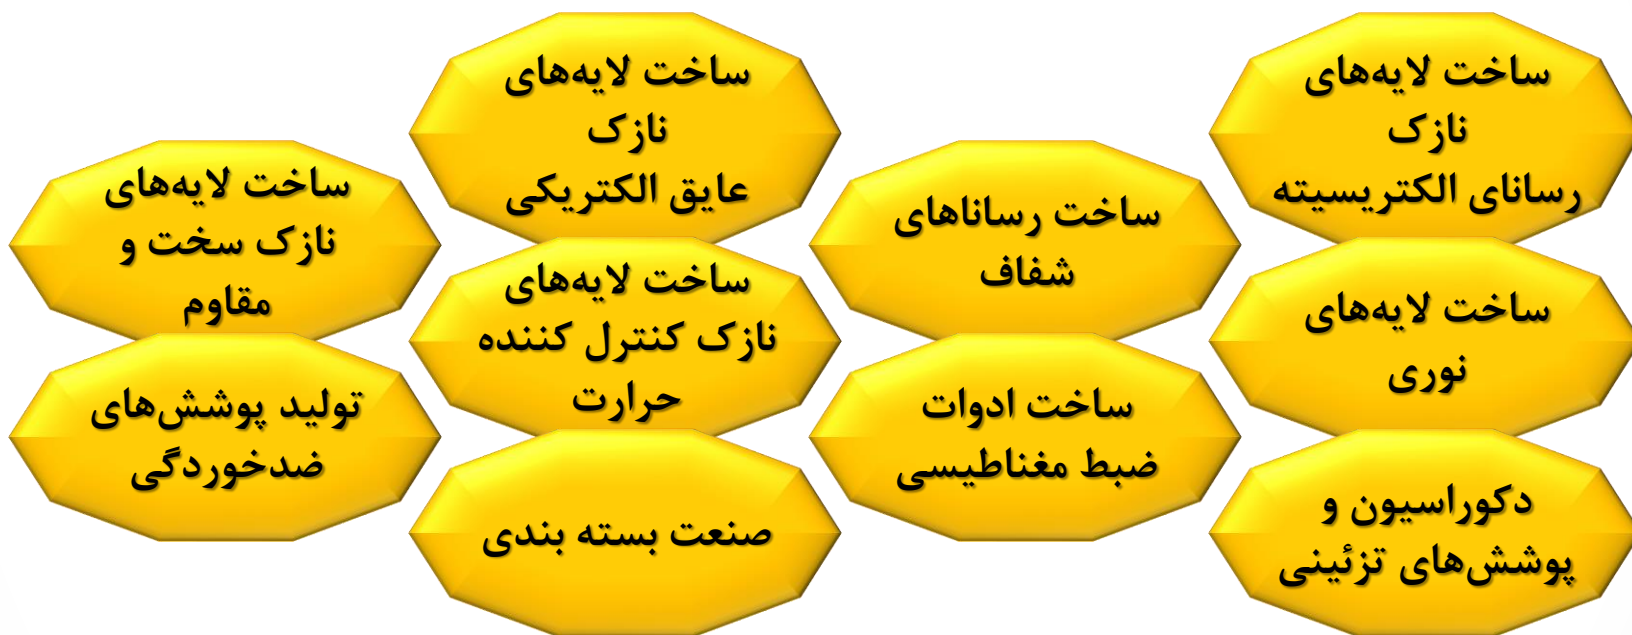 ساخت لایه‌های
نازک
رسانای الکتریسیته
ساخت لایه‌های
نوری
دکوراسیون و
پوشش‌های تزئینی
ساخت رساناهای
شفاف
ساخت ادوات
ضبط مغناطیسی
ساخت لایه‌های
نازک
عایق الکتریکی
ساخت لایه‌های
نازک کنترل کننده
حرارت
صنعت بسته بندی
ساخت لایه‌های
نازک سخت و
مقاوم
تولید پوشش‌های
ضدخوردگی